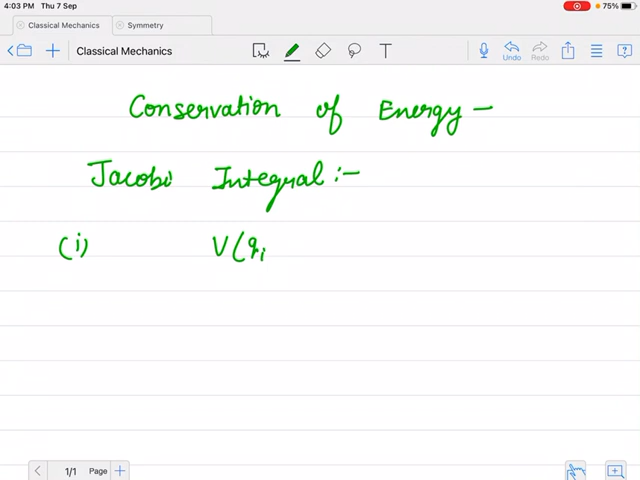 4:03 PM Thu 7 Sep 75%
Classical Mechanics Symmetry
Classical Mechanics T Undo Redo
Conservation of Energy –
Jacobi Integral :–
(i) V(qi
1/1 Page